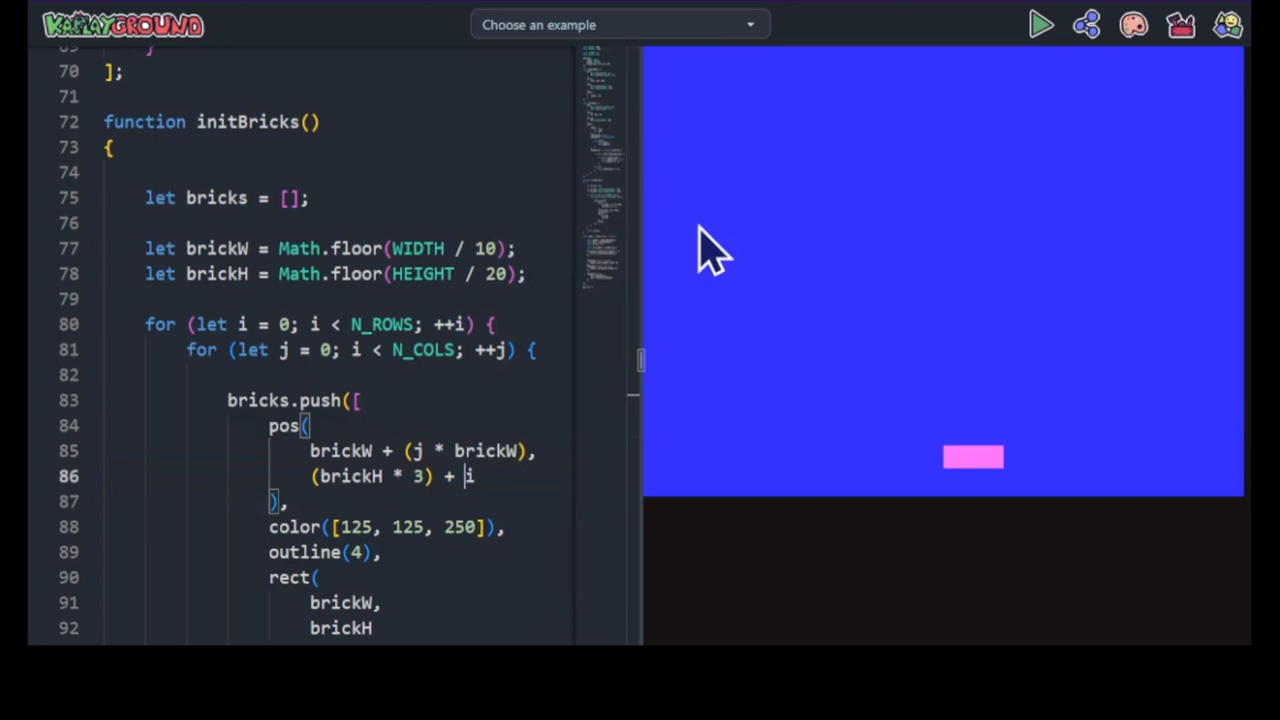 KAPLAYGROUND
Choose an example
69 }
70 ];
71
72 function initBricks()
73 {
74
75 let bricks = [];
76
77 let brickW = Math.floor(WIDTH / 10);
78 let brickH = Math.floor(HEIGHT / 20);
79
80 for (let i = 0; i < N_ROWS; ++i) {
81 for (let j = 0; i < N_COLS; ++j) {
82
83 bricks.push([
84 pos(
85 brickW + (j * brickW),
86 (brickH * 3) + i
87 ),
88 color([125, 125, 250]),
89 outline(4),
90 rect(
91 brickW,
92 brickH